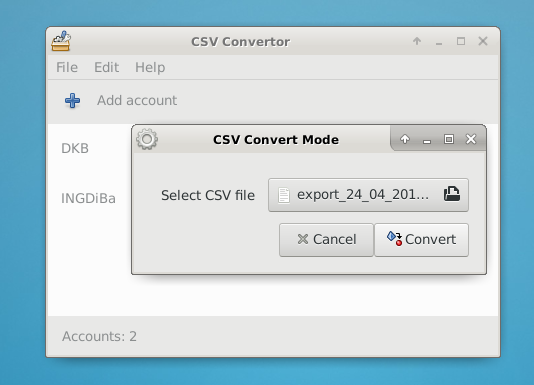 CSV Convertor
File Edit Help
Add account
DKB
CSV Convert Mode
INGDiBa
Select CSV file export_24_04_201...
Cancel Convert
Accounts: 2